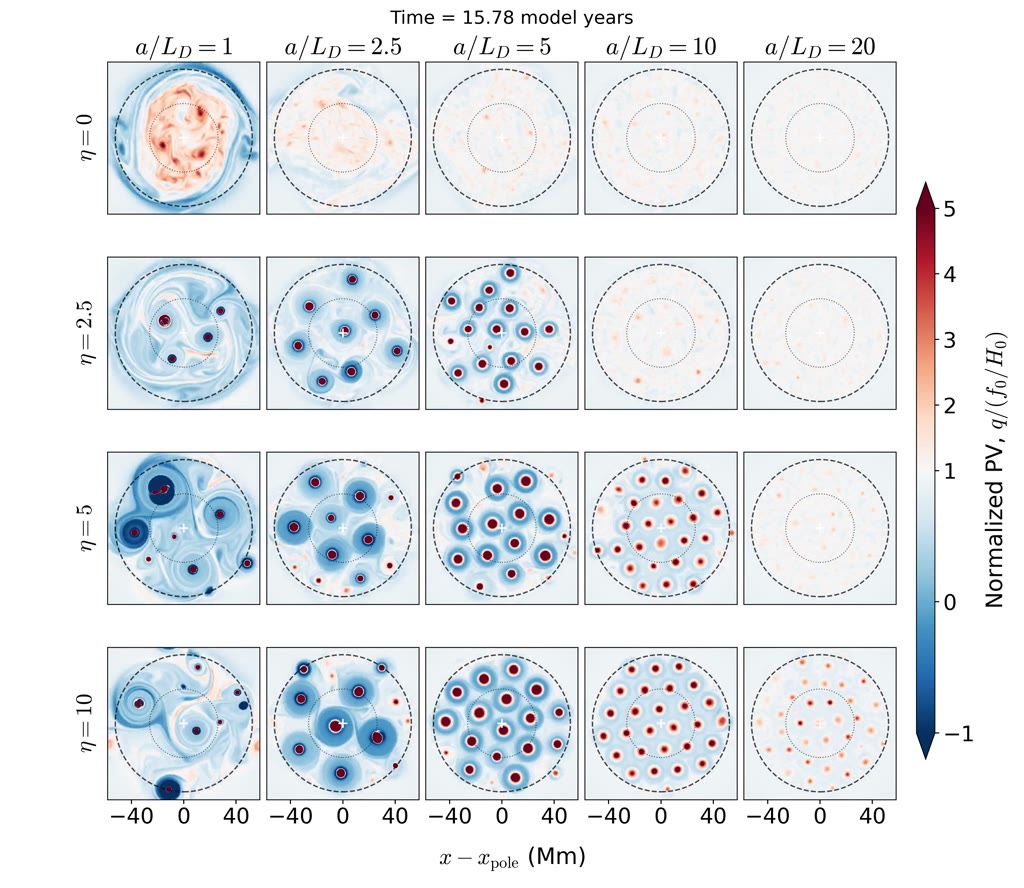 Time = 15.78 model years
a/L_D = 1 a/L_D = 2.5 a/L_D = 5 a/L_D = 10 a/L_D = 20
η = 0
η = 2.5
η = 5
η = 10
−40 0 40 −40 0 40 −40 0 40 −40 0 40 −40 0 40
x − x_pole (Mm)
5
4
3
2
1
0
−1
Normalized PV, q/(f_0/H_0)